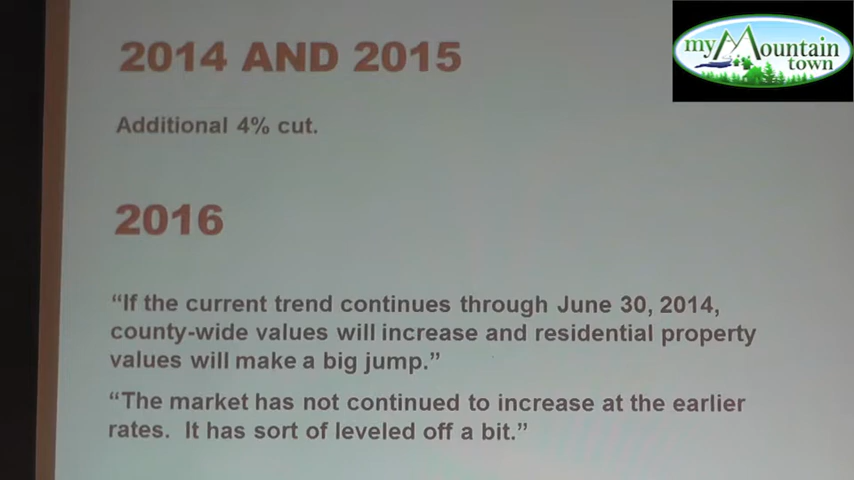 my Mountain
town
2014 AND 2015
Additional 4% cut.
2016
“If the current trend continues through June 30, 2014,
county-wide values will increase and residential property
values will make a big jump.”
“The market has not continued to increase at the earlier
rates.  It has sort of leveled off a bit.”